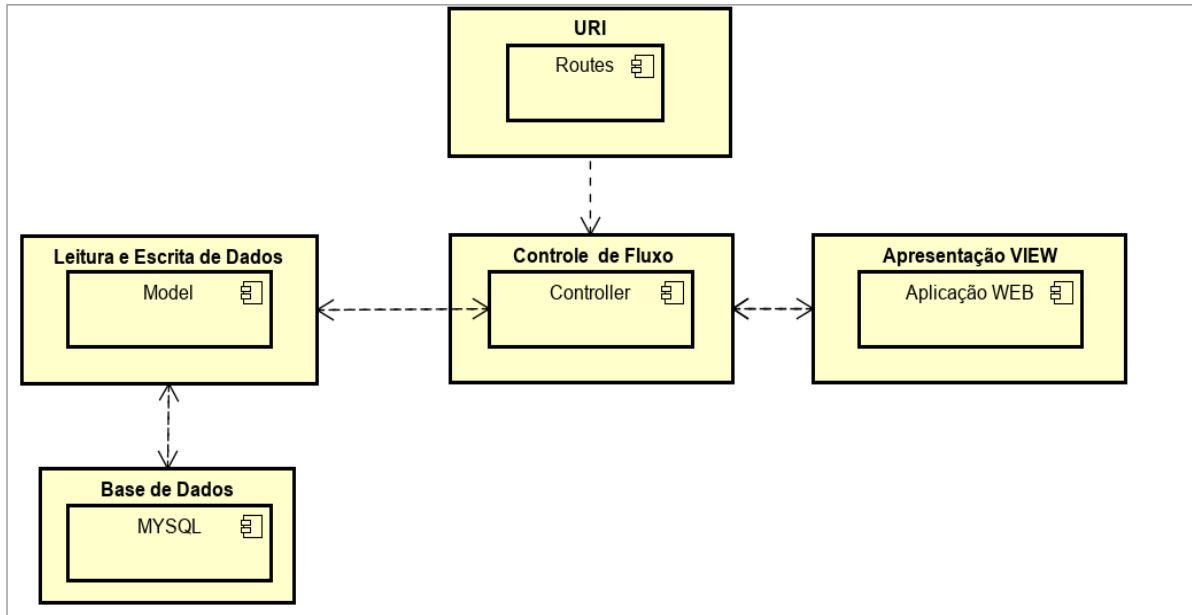 URI
Routes
Leitura e Escrita de Dados
Model
Controle de Fluxo
Controller
Apresentação VIEW
Aplicação WEB
Base de Dados
MYSQL